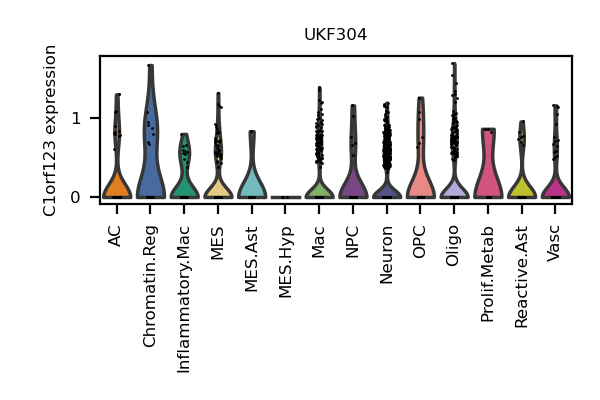 UKF304
C1orf123 expression
1
0
AC
Chromatin.Reg
Inflammatory.Mac
MES
MES.Ast
MES.Hyp
Mac
NPC
Neuron
OPC
Oligo
Prolif.Metab
Reactive.Ast
Vasc